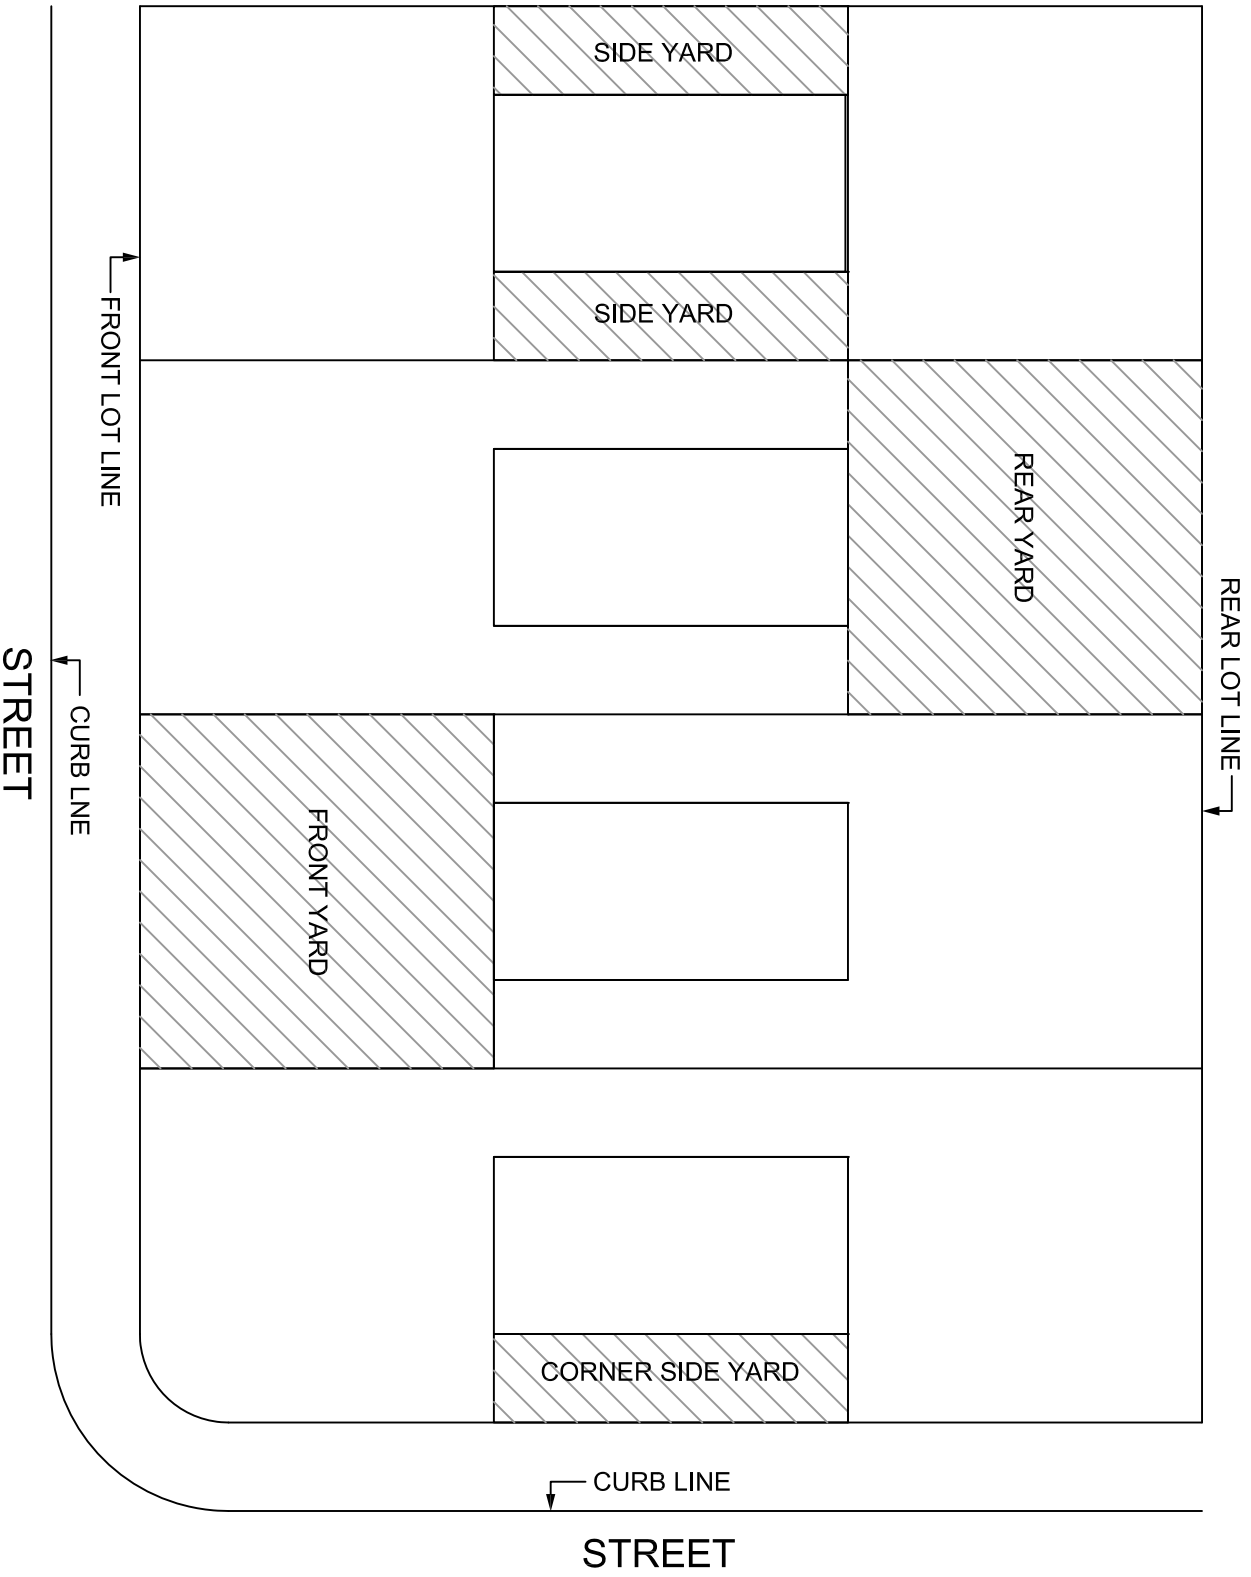 SIDE YARD
SIDE YARD
FRONT LOT LINE
REAR YARD
REAR LOT LINE
STREET
CURB LNE
FRONT YARD
CORNER SIDE YARD
CURB LINE
STREET